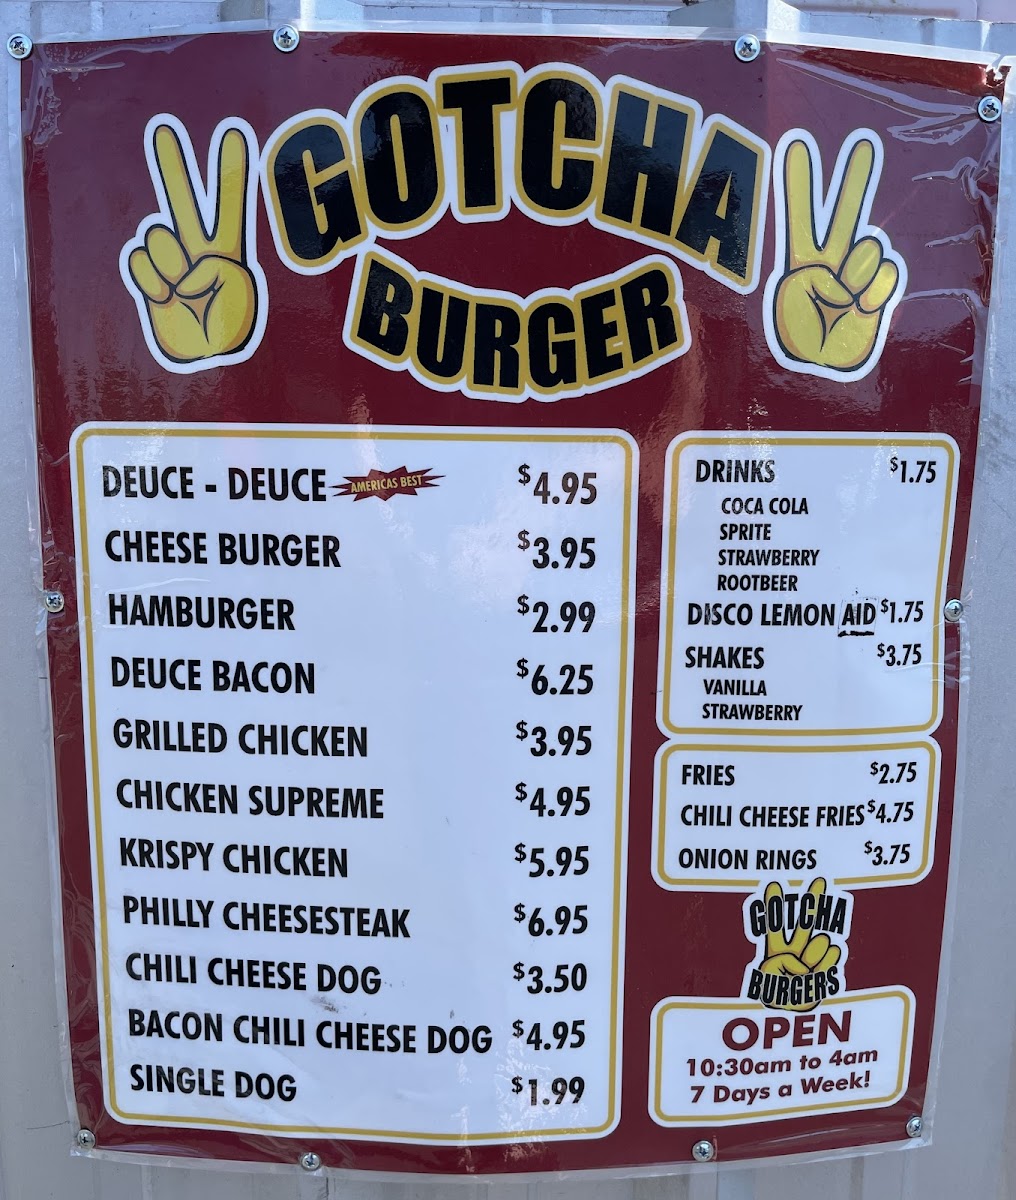 GOTCHA
BURGER
DEUCE - DEUCE AMERICAS BEST $4.95
CHEESE BURGER $3.95
HAMBURGER $2.99
DEUCE BACON $6.25
GRILLED CHICKEN $3.95
CHICKEN SUPREME $4.95
KRISPY CHICKEN $5.95
PHILLY CHEESESTEAK $6.95
CHILI CHEESE DOG $3.50
BACON CHILI CHEESE DOG $4.95
SINGLE DOG $1.99
DRINKS $1.75
COCA COLA
SPRITE
STRAWBERRY
ROOTBEER
DISCO LEMON AID $1.75
SHAKES $3.75
VANILLA
STRAWBERRY
FRIES $2.75
CHILI CHEESE FRIES $4.75
ONION RINGS $3.75
GOTCHA
BURGERS
OPEN
10:30am to 4am
7 Days a Week!